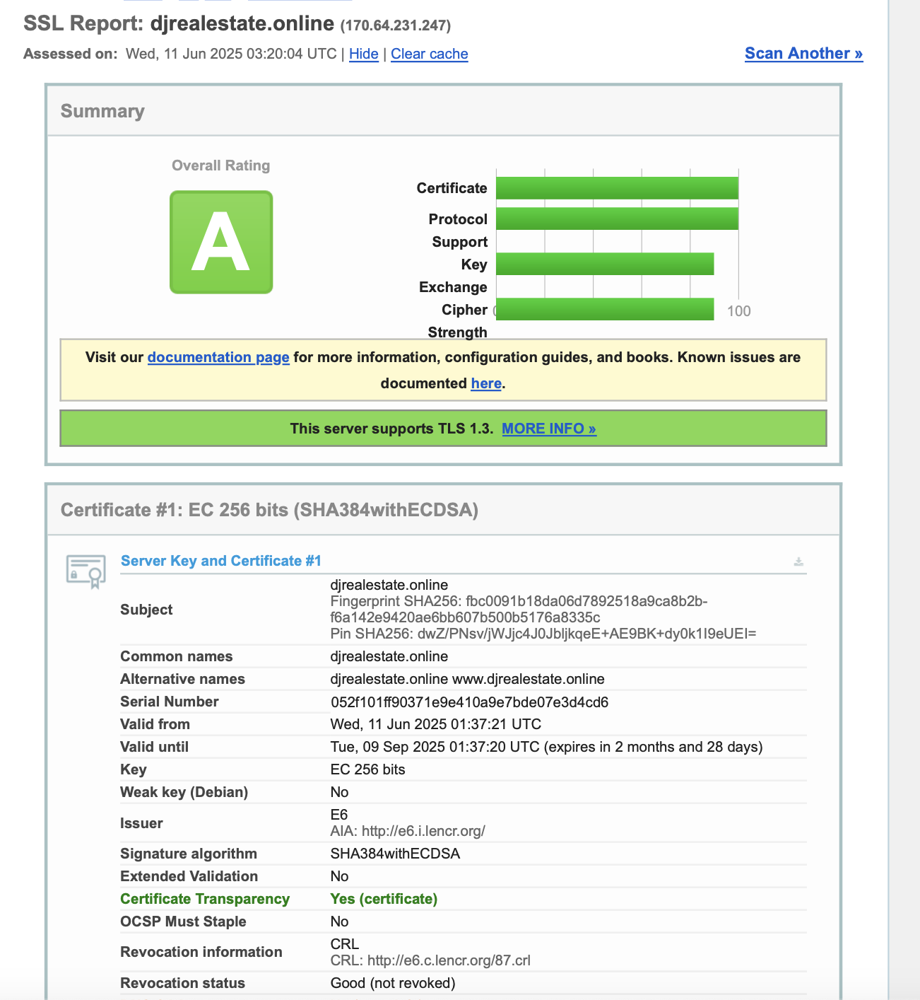 SSL Report: djrealestate.online (170.64.231.247)
Assessed on: Wed, 11 Jun 2025 03:20:04 UTC | Hide | Clear cache
Scan Another »
Summary
Overall Rating
A
Certificate
Protocol
Support
Key
Exchange
Cipher
Strength
100
Visit our documentation page for more information, configuration guides, and books. Known issues are
documented here.
This server supports TLS 1.3. MORE INFO »
Certificate #1: EC 256 bits (SHA384withECDSA)
Server Key and Certificate #1
Subject
djrealestate.online
Fingerprint SHA256: fbc0091b18da06d7892518a9ca8b2b-
f6a142e9420ae6bb607b500b5176a8335c
Pin SHA256: dwZ/PNsv/jWJjc4J0JbljkqeE+AE9BK+dy0k1I9eUEI=
Common names djrealestate.online
Alternative names djrealestate.online www.djrealestate.online
Serial Number 052f101ff90371e9e410a9e7bde07e3d4cd6
Valid from Wed, 11 Jun 2025 01:37:21 UTC
Valid until Tue, 09 Sep 2025 01:37:20 UTC (expires in 2 months and 28 days)
Key EC 256 bits
Weak key (Debian) No
Issuer
E6
AIA: http://e6.i.lencr.org/
Signature algorithm SHA384withECDSA
Extended Validation No
Certificate Transparency Yes (certificate)
OCSP Must Staple No
Revocation information
CRL
CRL: http://e6.c.lencr.org/87.crl
Revocation status Good (not revoked)